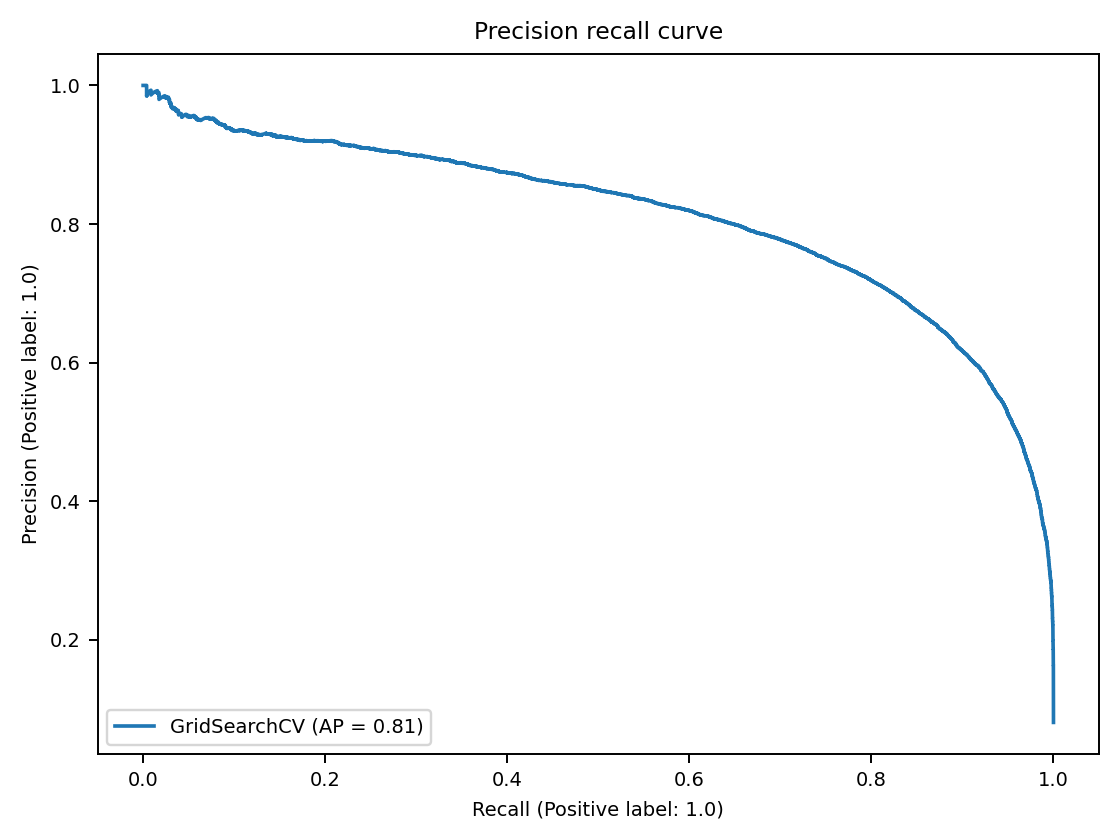 Precision recall curve
1.0
0.8
0.6
0.4
0.2
Precision (Positive label: 1.0)
GridSearchCV (AP = 0.81)
0.0
0.2
0.4
0.6
0.8
1.0
Recall (Positive label: 1.0)